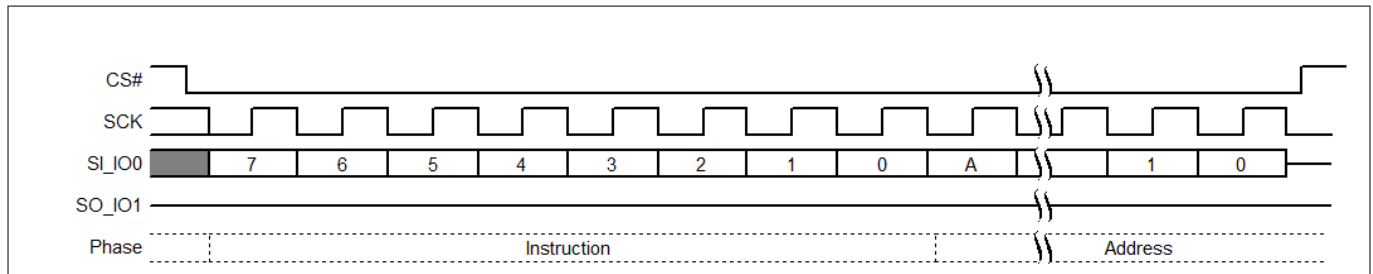 CS#
SCK
SI_IO0 7 6 5 4 3 2 1 0 A 1 0
SO_IO1
Phase Instruction Address